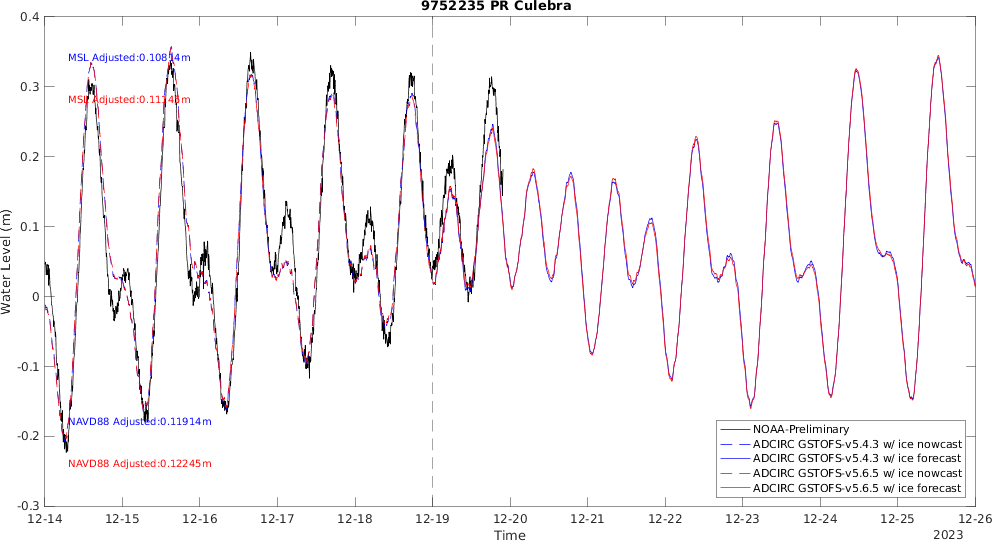 9752235 PR Culebra
0.4
0.3
0.2
0.1
0
-0.1
-0.2
-0.3
Water Level (m)
MSL Adjusted:0.10814m
MSL Adjusted:0.11143m
NAVD88 Adjusted:0.11914m
NAVD88 Adjusted:0.12245m
NOAA-Preliminary
ADCIRC GSTOFS-v5.4.3 w/ ice nowcast
ADCIRC GSTOFS-v5.4.3 w/ ice forecast
ADCIRC GSTOFS-v5.6.5 w/ ice nowcast
ADCIRC GSTOFS-v5.6.5 w/ ice forecast
12-14 12-15 12-16 12-17 12-18 12-19 12-20 12-21 12-22 12-23 12-24 12-25 12-26
Time
2023